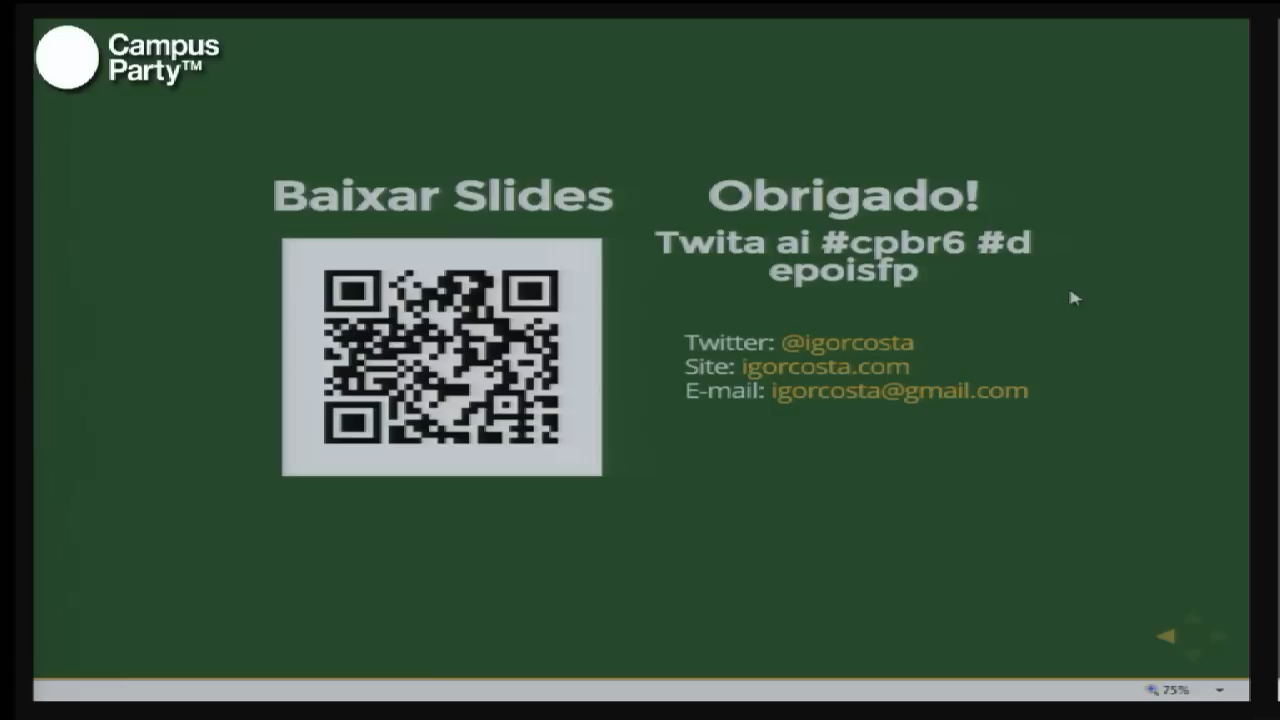 Campus
Party™
Baixar Slides
Obrigado!
Twita ai #cpbr6 #d
epoisfp
Twitter: @igorcosta
Site: igorcosta.com
E-mail: igorcosta@gmail.com
75%